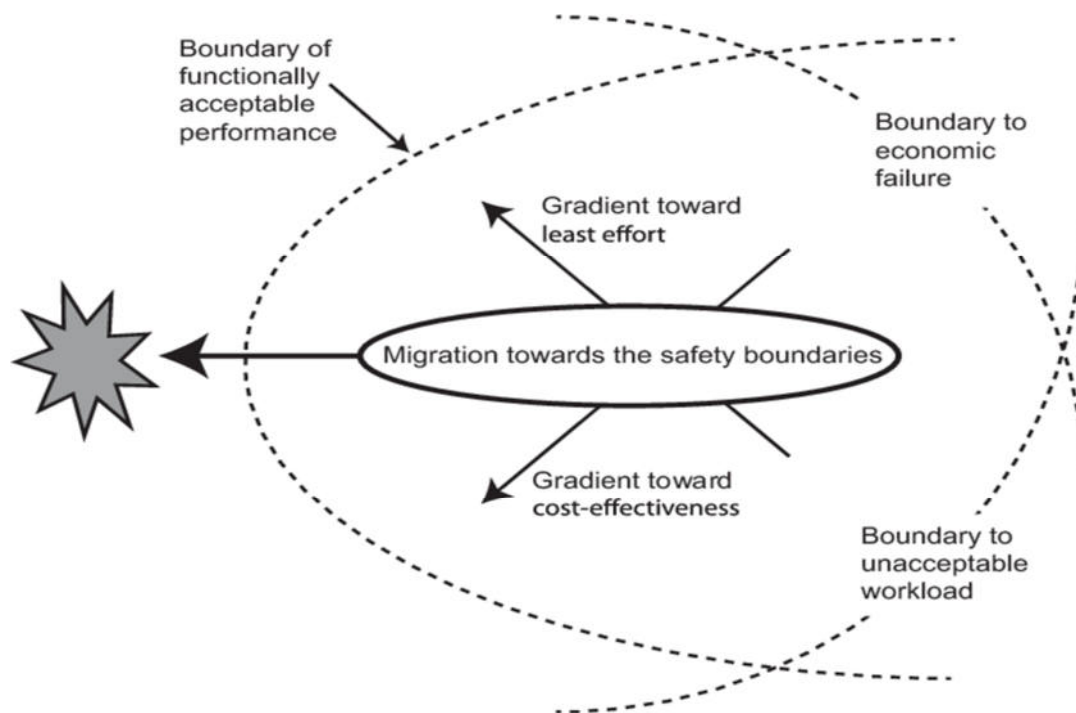 Boundary of
functionally
acceptable
performance
Boundary to
economic
failure
Gradient toward
least effort
Migration towards the safety boundaries
Gradient toward
cost-effectiveness
Boundary to
unacceptable
workload